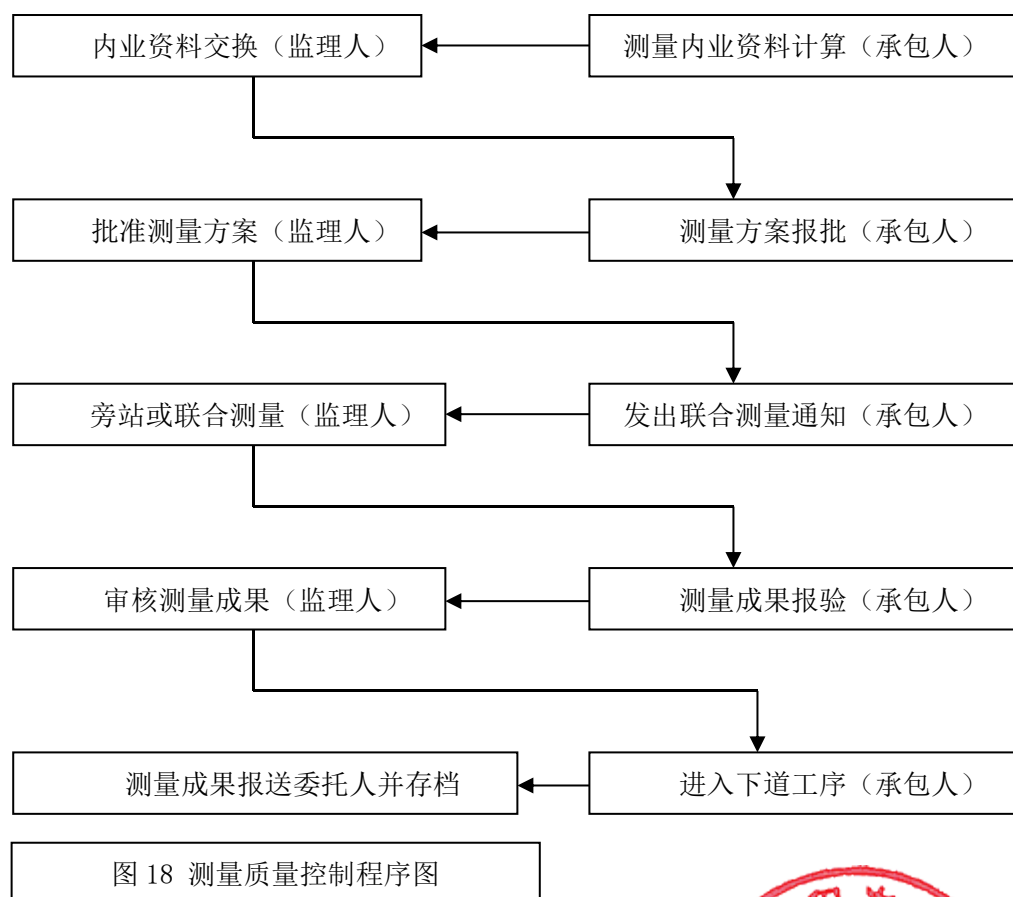 内业资料交换（监理人）
测量内业资料计算（承包人）
批准测量方案（监理人）
测量方案报批（承包人）
旁站或联合测量（监理人）
发出联合测量通知（承包人）
审核测量成果（监理人）
测量成果报验（承包人）
测量成果报送委托人并存档
进入下道工序（承包人）
图 18 测量质量控制程序图